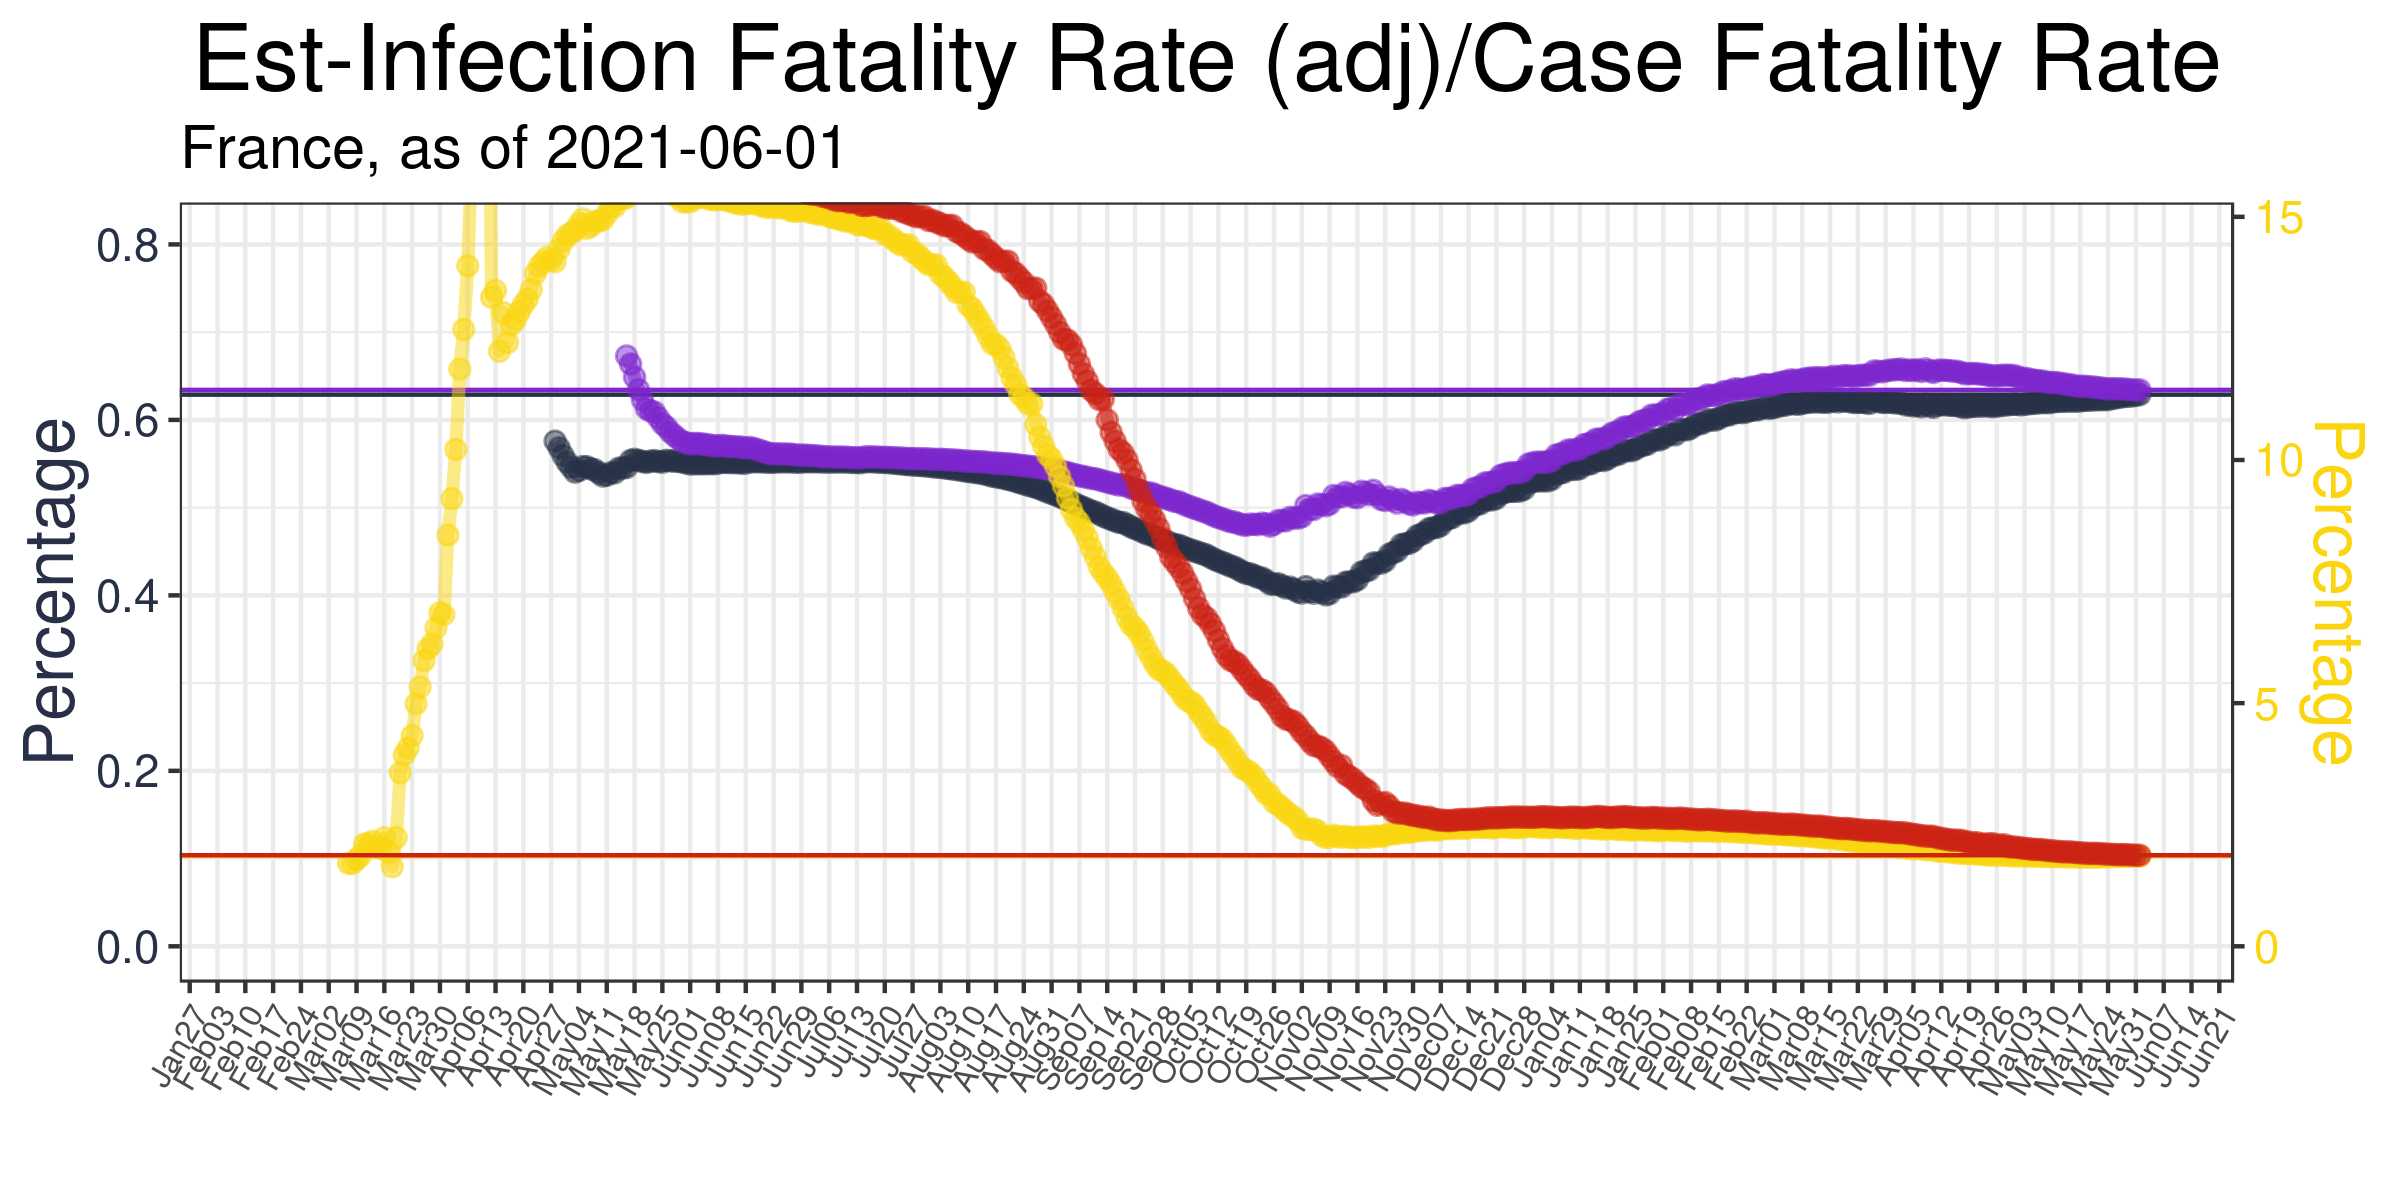 Est-Infection Fatality Rate (adj)/Case Fatality Rate
France, as of 2021-06-01
Percentage
0.8
0.6
0.4
0.2
0.0
15
10
5
0
Percentage
Jan27
Feb03
Feb10
Feb17
Feb24
Mar02
Mar09
Mar16
Mar23
Mar30
Apr06
Apr13
Apr20
Apr27
May04
May11
May18
May25
Jun01
Jun08
Jun15
Jun22
Jun29
Jul06
Jul13
Jul20
Jul27
Aug03
Aug10
Aug17
Aug24
Aug31
Sep07
Sep14
Sep21
Sep28
Oct05
Oct12
Oct19
Oct26
Nov02
Nov09
Nov16
Nov23
Nov30
Dec07
Dec14
Dec21
Dec28
Jan04
Jan11
Jan18
Jan25
Feb01
Feb08
Feb15
Feb22
Mar01
Mar08
Mar15
Mar22
Mar29
Apr05
Apr12
Apr19
Apr26
May03
May10
May17
May24
May31
Jun07
Jun14
Jun21